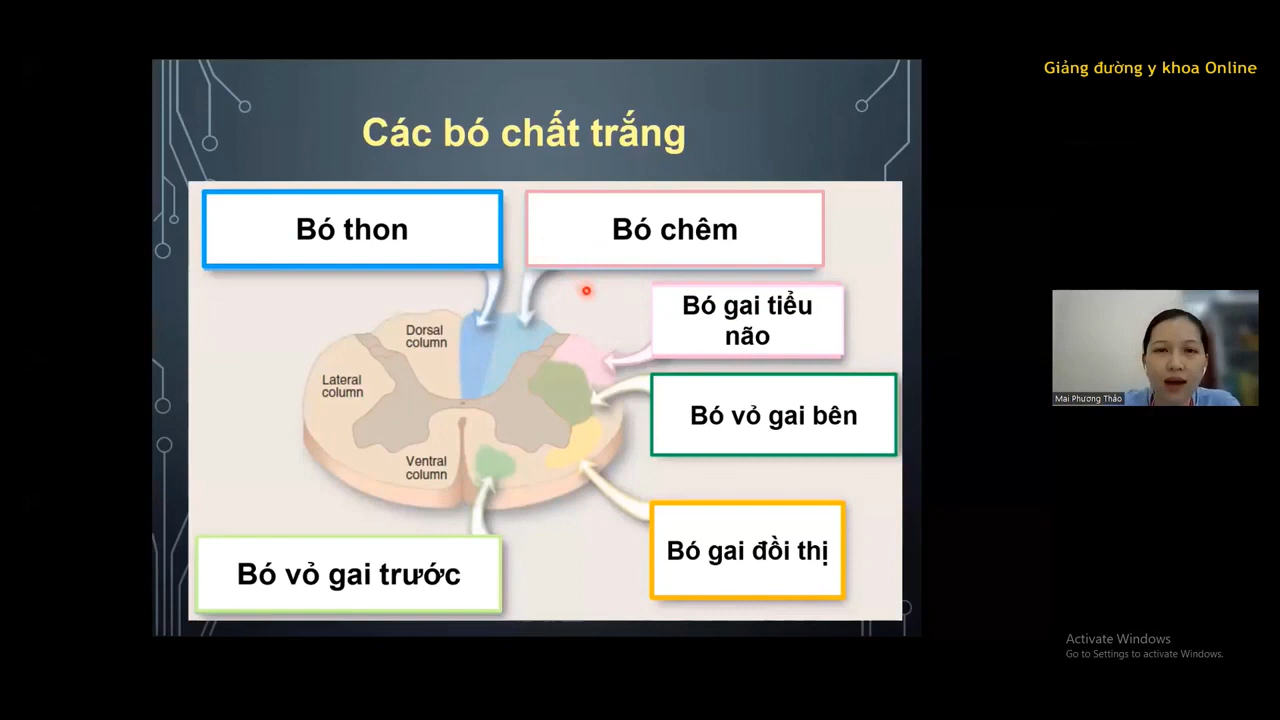 Giảng đường y khoa Online
Các bó chất trắng
Bó thon
Bó chêm
Bó gai tiểu
não
Dorsal
column
Lateral
column
Bó vỏ gai bên
Ventral
column
Bó gai đồi thị
Bó vỏ gai trước
Mai Phương Thảo
Activate Windows
Go to Settings to activate Windows.